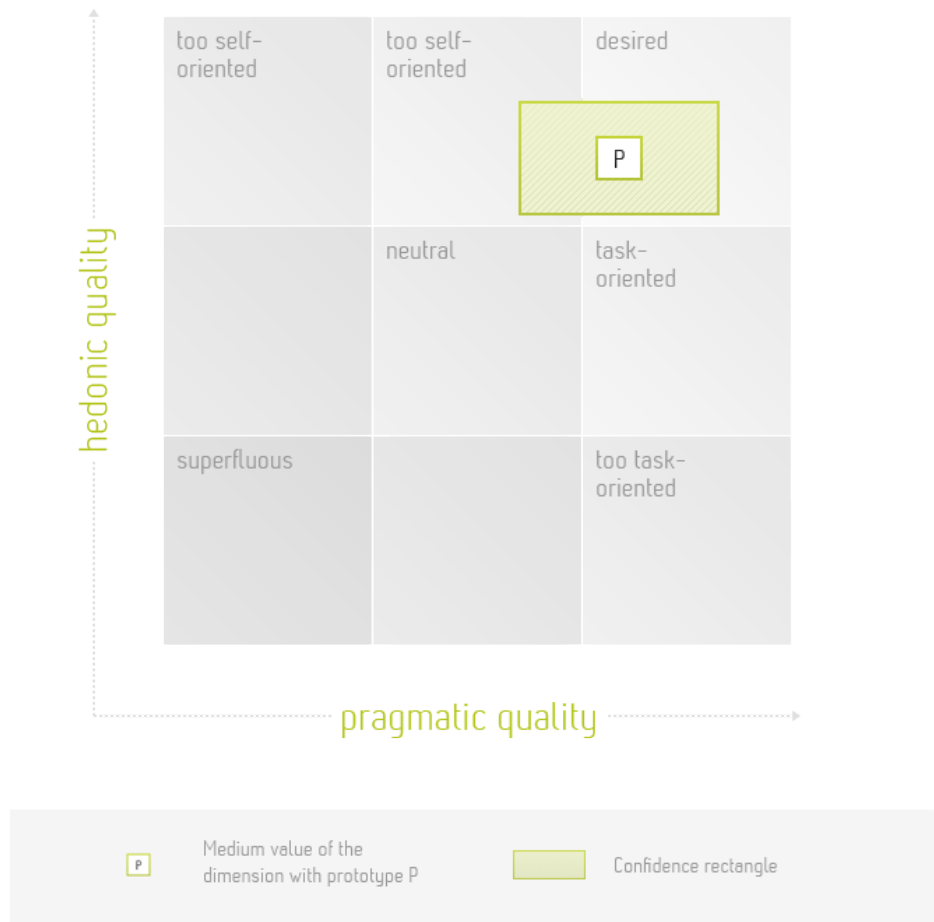 too self-
oriented
too self-
oriented
desired
P
neutral
task-
oriented
hedonic quality
superfluous
too task-
oriented
pragmatic quality
P
Medium value of the
dimension with prototype P
Confidence rectangle